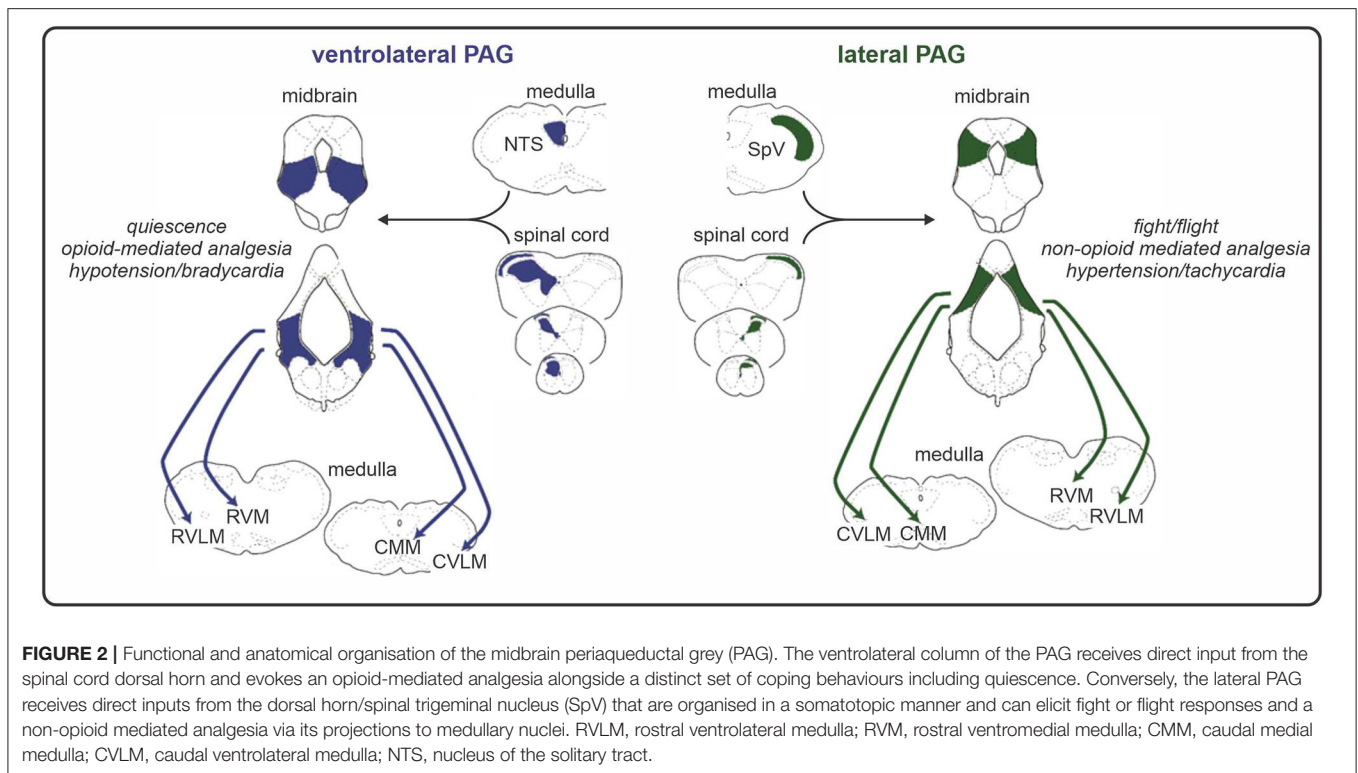 ventrolateral PAG
lateral PAG
midbrain
medulla
medulla
midbrain
NTS
SpV
quiescence
opioid-mediated analgesia
hypotension/bradycardia
spinal cord
spinal cord
fight/flight
non-opioid mediated analgesia
hypertension/tachycardia
medulla
medulla
RVM
RVLM
CMM
CVLM
CVLM CMM
RVM
RVLM
FIGURE 2 | Functional and anatomical organisation of the midbrain periaqueductal grey (PAG). The ventrolateral column of the PAG receives direct input from the
spinal cord dorsal horn and evokes an opioid-mediated analgesia alongside a distinct set of coping behaviours including quiescence. Conversely, the lateral PAG
receives direct inputs from the dorsal horn/spinal trigeminal nucleus (SpV) that are organised in a somatotopic manner and can elicit fight or flight responses and a
non-opioid mediated analgesia via its projections to medullary nuclei. RVLM, rostral ventrolateral medulla; RVM, rostral ventromedial medulla; CMM, caudal medial
medulla; CVLM, caudal ventrolateral medulla; NTS, nucleus of the solitary tract.